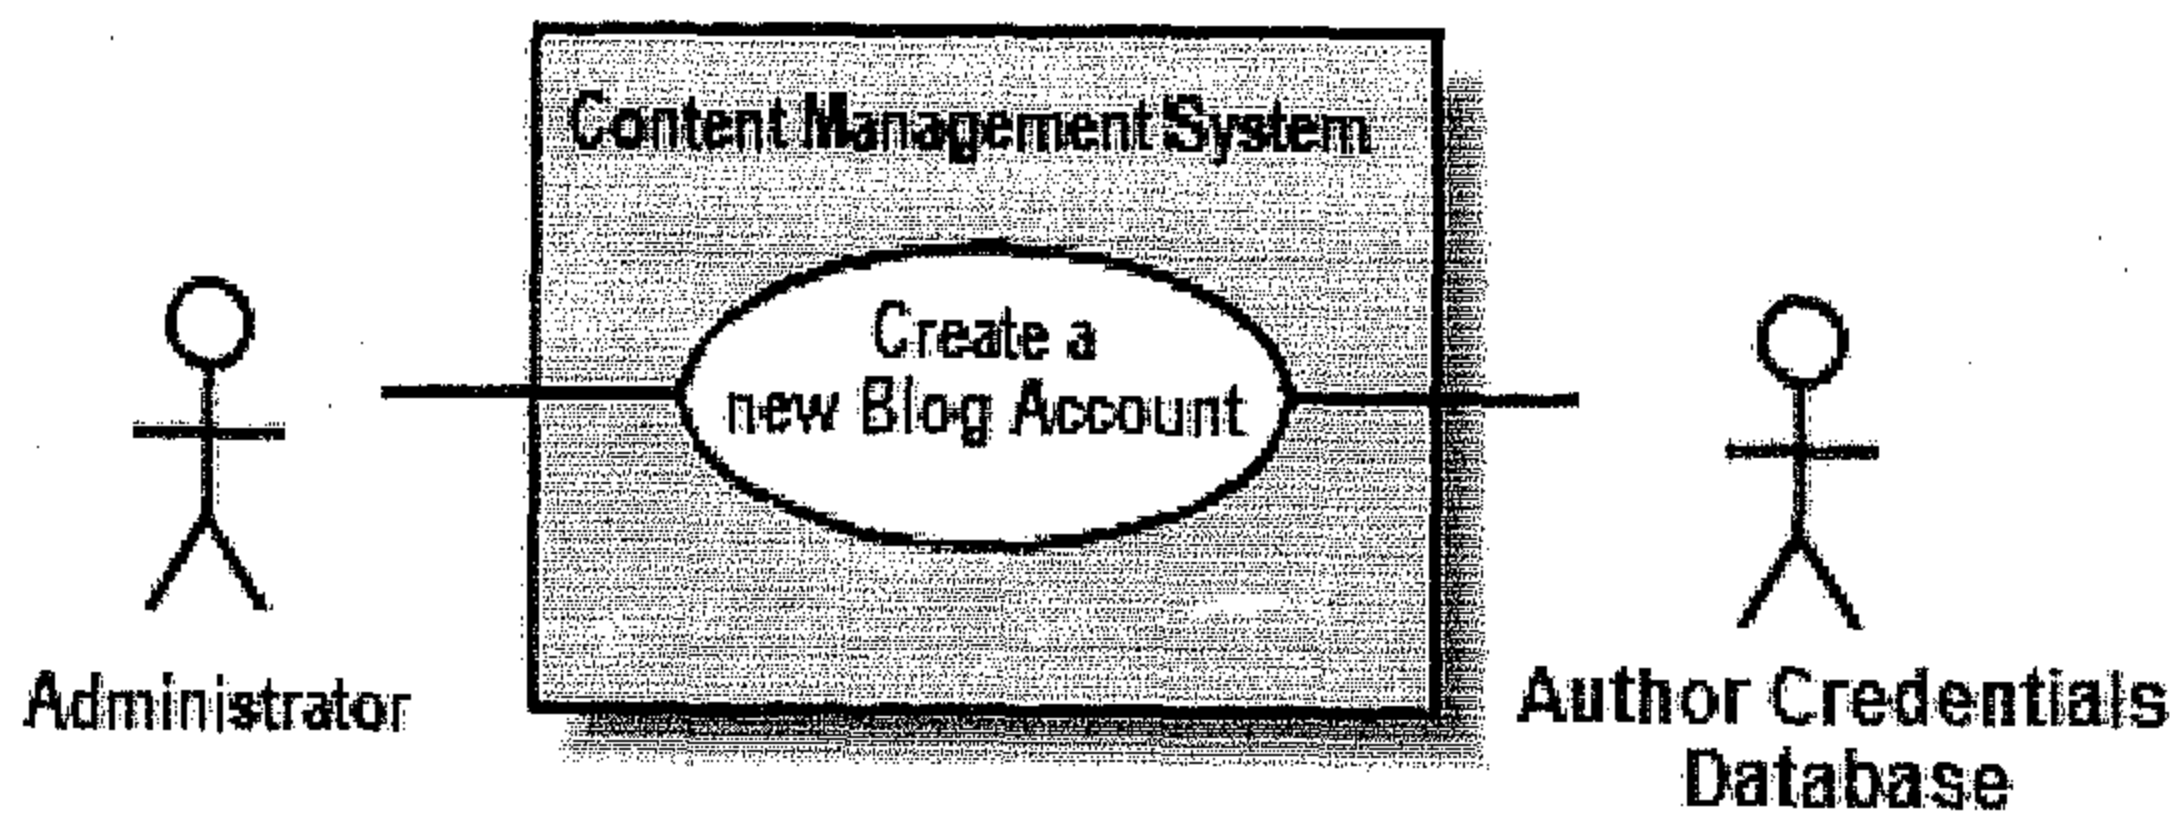 Content Management System
Create a
new Blog Account
Administrator
Author Credentials
Database